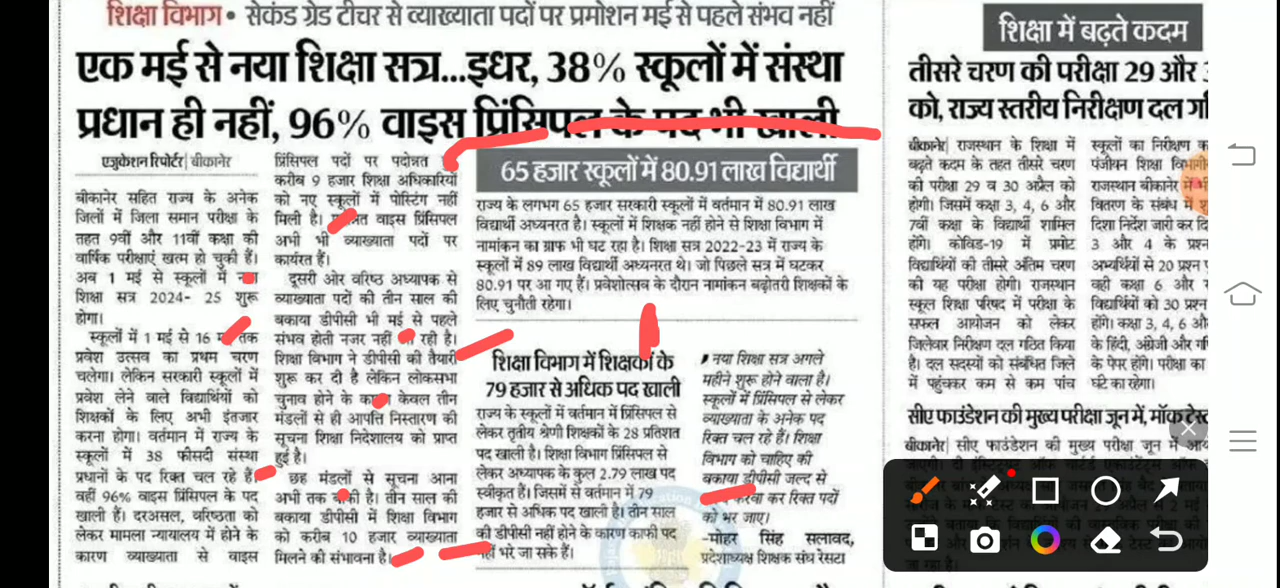 शिक्षा विभाग • सेकंड ग्रेड टीचर से व्याख्याता पदों पर प्रमोशन मई से पहले संभव नहीं
एक मई से नया शिक्षा सत्र...इधर, 38% स्कूलों में संस्था
प्रधान ही नहीं, 96% वाइस प्रिंसिपल के पद भी खाली
एजुकेशन रिपोर्टर| बीकानेर
बीकानेर सहित राज्य के अनेक
जिलों में जिला समान परीक्षा के
तहत 9वीं और 11वीं कक्षा की
वार्षिक परीक्षाएं खत्म हो चुकी हैं।
अब 1 मई से स्कूलों में
शिक्षा सत्र 2024- 25 शुरू
होगा।
स्कूलों में 1 मई से 16 तक
प्रवेश उत्सव का प्रथम चरण
चलेगा। लेकिन सरकारी स्कूलों में
प्रवेश लेने वाले विद्यार्थियों को
शिक्षकों के लिए अभी इंतजार
करना होगा। वर्तमान में राज्य के
स्कूलों में 38 फीसदी संस्था
प्रधानों के पद रिक्त चल रहे हैं।
वहीं 96% वाइस प्रिंसिपल के पद
खाली हैं। दरअसल, वरिष्ठता को
लेकर मामला न्यायालय में होने के
कारण व्याख्याता से वाइस
प्रिंसिपल पदों पर पदोन्नत
करीब 9 हजार शिक्षा अधिकारियों
को नए स्कूलों में पोस्टिंग नहीं
मिली है। वाइस प्रिंसिपल
अभी भी व्याख्याता पदों पर
कार्यरत हैं।
दूसरी ओर वरिष्ठ अध्यापक से
व्याख्याता पदों की तीन साल की
बकाया डीपीसी भी मई से पहले
संभव होती नजर नहीं रही है।
शिक्षा विभाग ने डीपीसी की तैयारी
शुरू कर दी है लेकिन लोकसभा
चुनाव होने के केवल तीन
मंडलों से ही आपत्ति निस्तारण की
सूचना शिक्षा निदेशालय को प्राप्त
हुई है।
छह मंडलों से सूचना आना
अभी तक बाकी है। तीन साल की
बकाया डीपीसी में शिक्षा विभाग
को करीब 10 हजार व्याख्याता
मिलने की संभावना है।
65 हजार स्कूलों में 80.91 लाख विद्यार्थी
राज्य के लगभग 65 हजार सरकारी स्कूलों में वर्तमान में 80.91 लाख
विद्यार्थी अध्यनरत है। स्कूलों में शिक्षक नहीं होने से शिक्षा विभाग में
नामांकन का ग्राफ भी घट रहा है। शिक्षा सत्र 2022-23 में राज्य के
स्कूलों में 89 लाख विद्यार्थी अध्यनरत थे। जो पिछले सत्र में घटकर
80.91 पर आ गए हैं। प्रवेशोत्सव के दौरान नामांकन बढ़ोतरी शिक्षकों के
लिए चुनौती रहेगा।
शिक्षा विभाग में शिक्षकों के
79 हजार से अधिक पद खाली
राज्य के स्कूलों में वर्तमान में प्रिंसिपल से
लेकर तृतीय श्रेणी शिक्षकों के 28 प्रतिशत
पद खाली है। शिक्षा विभाग प्रिंसिपल से
लेकर अध्यापक के कुल 2.79 लाख पद
स्वीकृत हैं। जिसमें से वर्तमान में 79
हजार से अधिक पद खाली है। तीन साल
की डीपीसी नहीं होने के कारण काफी पद
नहीं भरे जा सके हैं।
नया शिक्षा सत्र अगले
महीने शुरू होने वाला है।
स्कूलों में प्रिंसिपल से लेकर
व्याख्याता के अनेक पद
रिक्त चल रहे हैं। शिक्षा
विभाग को चाहिए की
बकाया डीपीसी जल्द से
करवा कर रिक्त पदों
को भर जाए।
-मोहर सिंह सलावद,
प्रदेशाध्यक्ष शिक्षक संघ रेसटा
शिक्षा में बढ़ते कदम
तीसरे चरण की परीक्षा 29 और
को, राज्य स्तरीय निरीक्षण दल
बीकानेर| राजस्थान के शिक्षा में
बढ़ते कदम के तहत तीसरे चरण
की परीक्षा 29 व 30 अप्रैल को
होगी। जिसमें कक्षा 3, 4, 6 और
7वीं कक्षा के विद्यार्थी शामिल
होंगे। कोविड-19 में प्रमोट
विद्यार्थियों की तीसरे अंतिम चरण
की यह परीक्षा होगी। राजस्थान
स्कूल शिक्षा परिषद में परीक्षा के
सफल आयोजन को लेकर
जिलेवार निरीक्षण दल गठित किया
है। दल सदस्यों को संबंधित जिले
में पहुंचकर कम से कम पांच
स्कूलों का निरीक्षण
पंजीयन शिक्षा
राजस्थान बीकानेर में
वितरण के संबंध में
दिशा निर्देश जारी कर
3 और 4 के प्रश्न
अभ्यर्थियों से 20 प्रश्न
वही कक्षा 6 और
विद्यार्थियों को 30 प्रश्न
होंगी। कक्षा 3, 4, 6 और
के हिंदी, अंग्रेजी और
के पेपर होंगे। परीक्षा का
घंटे का रहेगा।
सीए फाउंडेशन की मुख्य परीक्षा जून में, मॉक टेस्ट
बीकानेर| सीए फाउंडेशन की मुख्य परीक्षा जून में